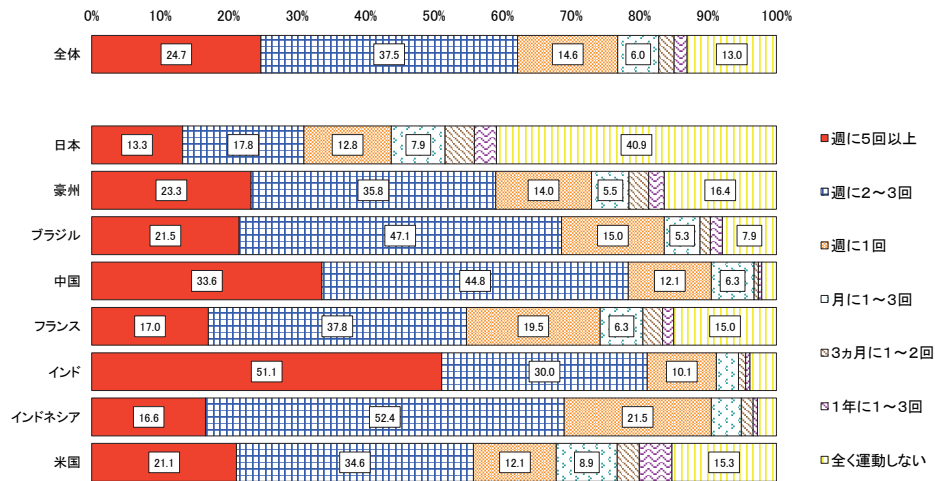 0% 10% 20% 30% 40% 50% 60% 70% 80% 90% 100%
全体 24.7 37.5 14.6 6.0 13.0
日本 13.3 17.8 12.8 7.9 40.9
豪州 23.3 35.8 14.0 5.5 16.4
ブラジル 21.5 47.1 15.0 5.3 7.9
中国 33.6 44.8 12.1 6.3
フランス 17.0 37.8 19.5 6.3 15.0
インド 51.1 30.0 10.1
インドネシア 16.6 52.4 21.5
米国 21.1 34.6 12.1 8.9 15.3
週に5回以上
週に2～3回
週に1回
月に1～3回
3ヵ月に1～2回
1年に1～3回
全く運動しない